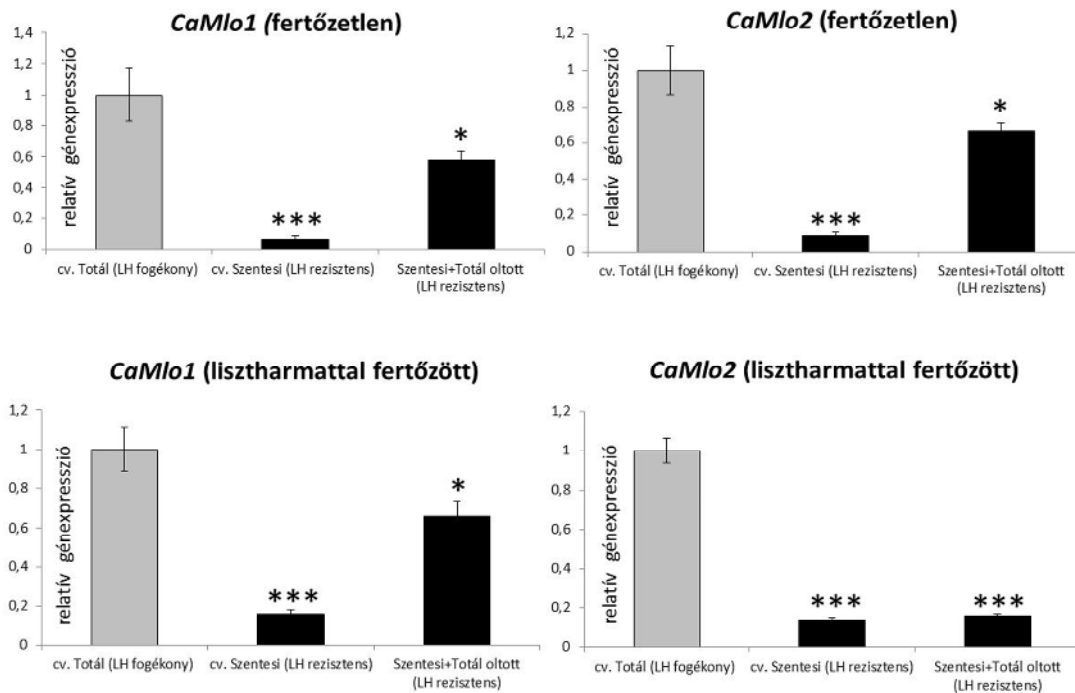 CaMlo1 (fertőzetlen)
relatív génexpresszió
1,4
1,2
1
0,8
0,6
0,4
0,2
0
***
*
cv. Totál (LH fogékony)
cv. Szentesi (LH rezisztens)
Szentesi+Totál oltott
(LH rezisztens)
CaMlo2 (fertőzetlen)
relatív génexpresszió
1,2
1
0,8
0,6
0,4
0,2
0
***
*
cv. Totál (LH fogékony)
cv. Szentesi (LH rezisztens)
Szentesi+Totál oltott
(LH rezisztens)
CaMlo1 (lisztharmattal fertőzött)
relatív génexpresszió
1,2
1
0,8
0,6
0,4
0,2
0
***
*
cv. Totál (LH fogékony)
cv. Szentesi (LH rezisztens)
Szentesi+Totál oltott
(LH rezisztens)
CaMlo2 (lisztharmattal fertőzött)
relatív génexpresszió
1,2
1
0,8
0,6
0,4
0,2
0
***
***
cv. Totál (LH fogékony)
cv. Szentesi (LH rezisztens)
Szentesi+Totál oltott
(LH rezisztens)